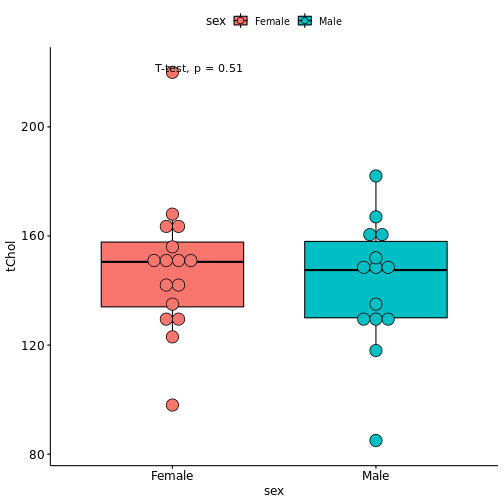 sex Female Male
T-test, p = 0.51
200
160
120
80
tChol
Female Male
sex